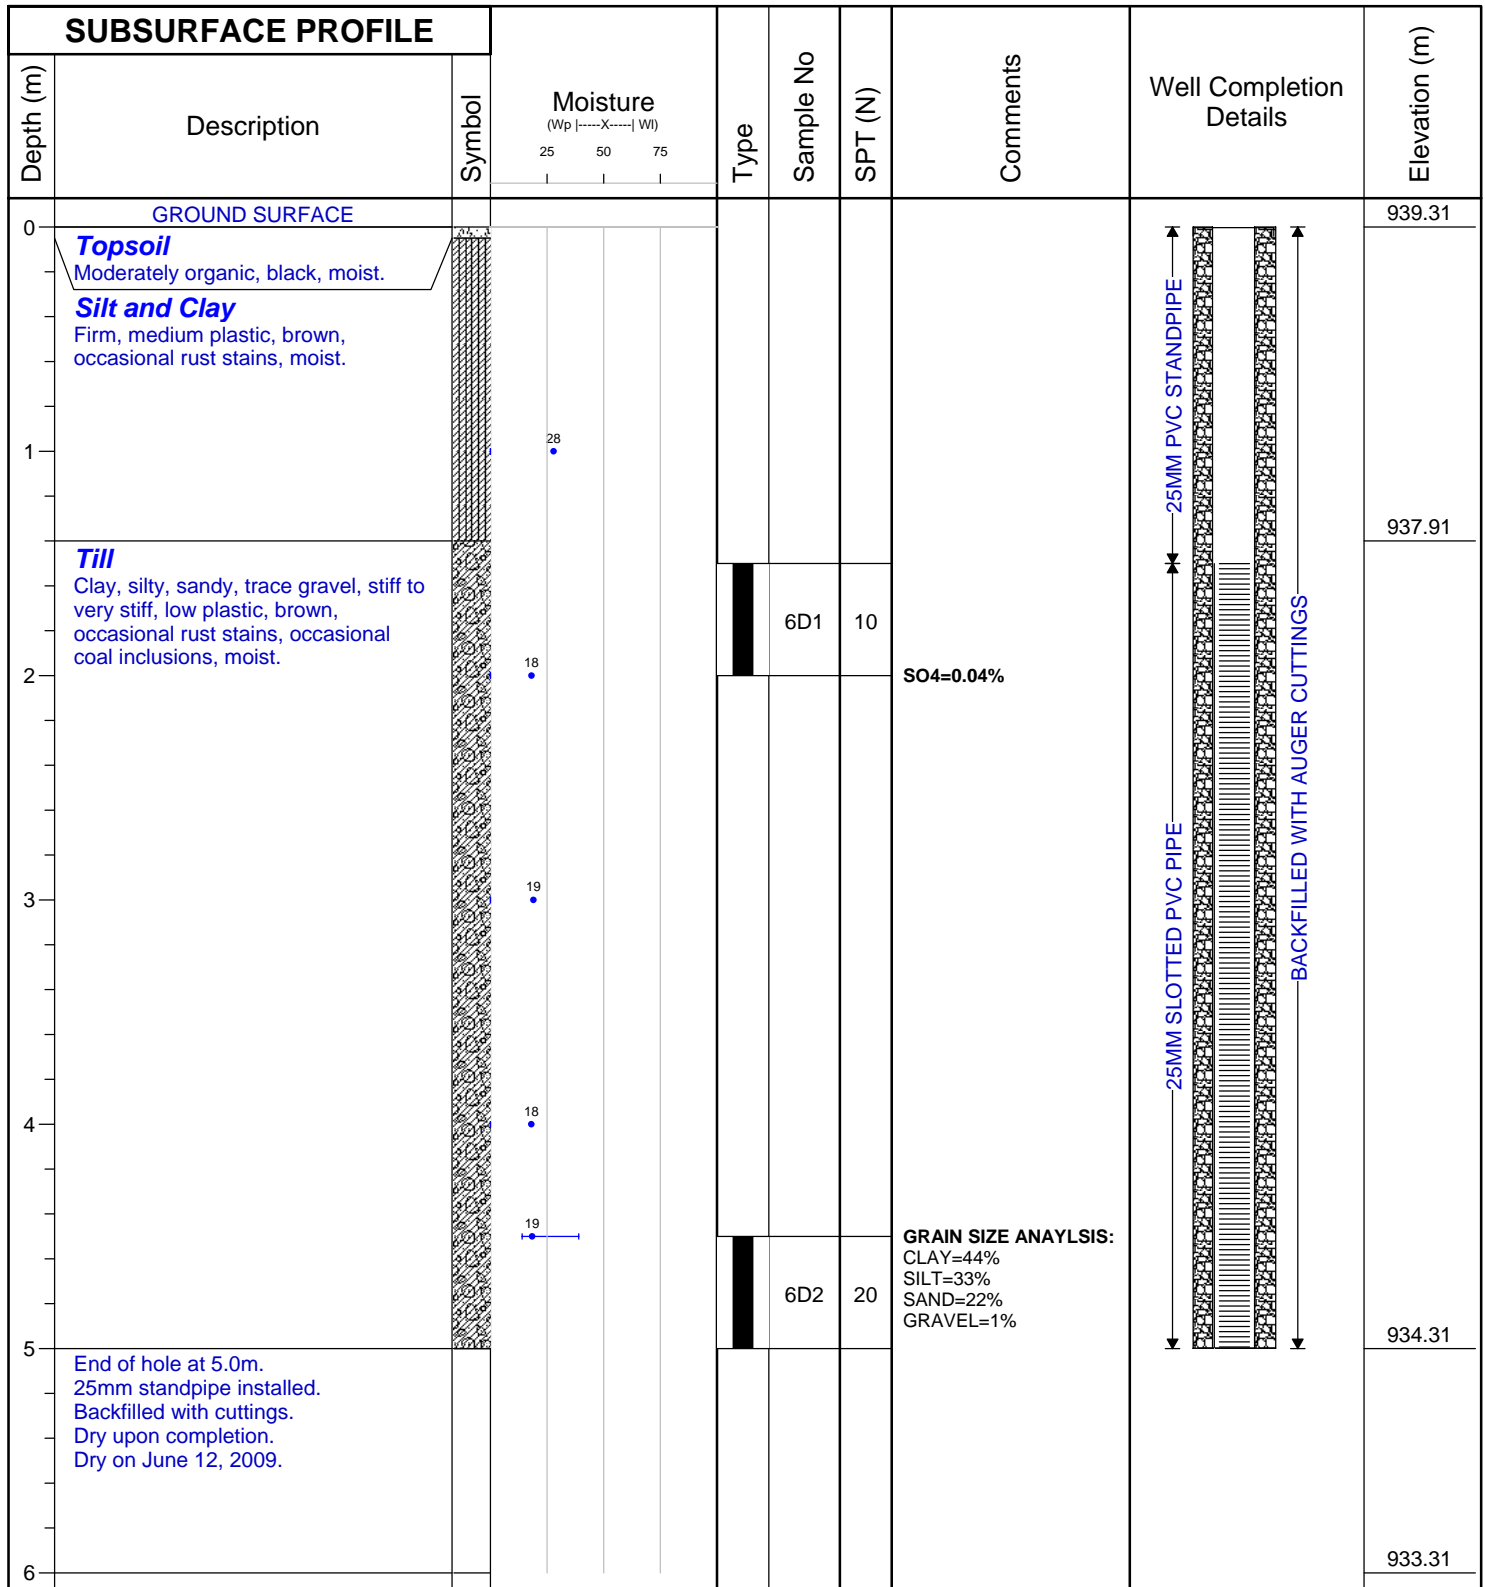 SUBSURFACE PROFILE
Depth (m)
Description
Symbol
Moisture
(Wp |-----X-----| Wl)
25 50 75
Type
Sample No
SPT (N)
Comments
Well Completion
Details
Elevation (m)
GROUND SURFACE
939.31
0
Topsoil
Moderately organic, black, moist.
Silt and Clay
Firm, medium plastic, brown,
occasional rust stains, moist.
28
1
937.91
Till
Clay, silty, sandy, trace gravel, stiff to
very stiff, low plastic, brown,
occasional rust stains, occasional
coal inclusions, moist.
6D1 10
18
2
SO4=0.04%
19
3
18
4
19
GRAIN SIZE ANAYLSIS:
CLAY=44%
SILT=33%
SAND=22%
GRAVEL=1%
6D2 20
25MM PVC STANDPIPE
25MM SLOTTED PVC PIPE
BACKFILLED WITH AUGER CUTTINGS
934.31
5
End of hole at 5.0m.
25mm standpipe installed.
Backfilled with cuttings.
Dry upon completion.
Dry on June 12, 2009.
933.31
6